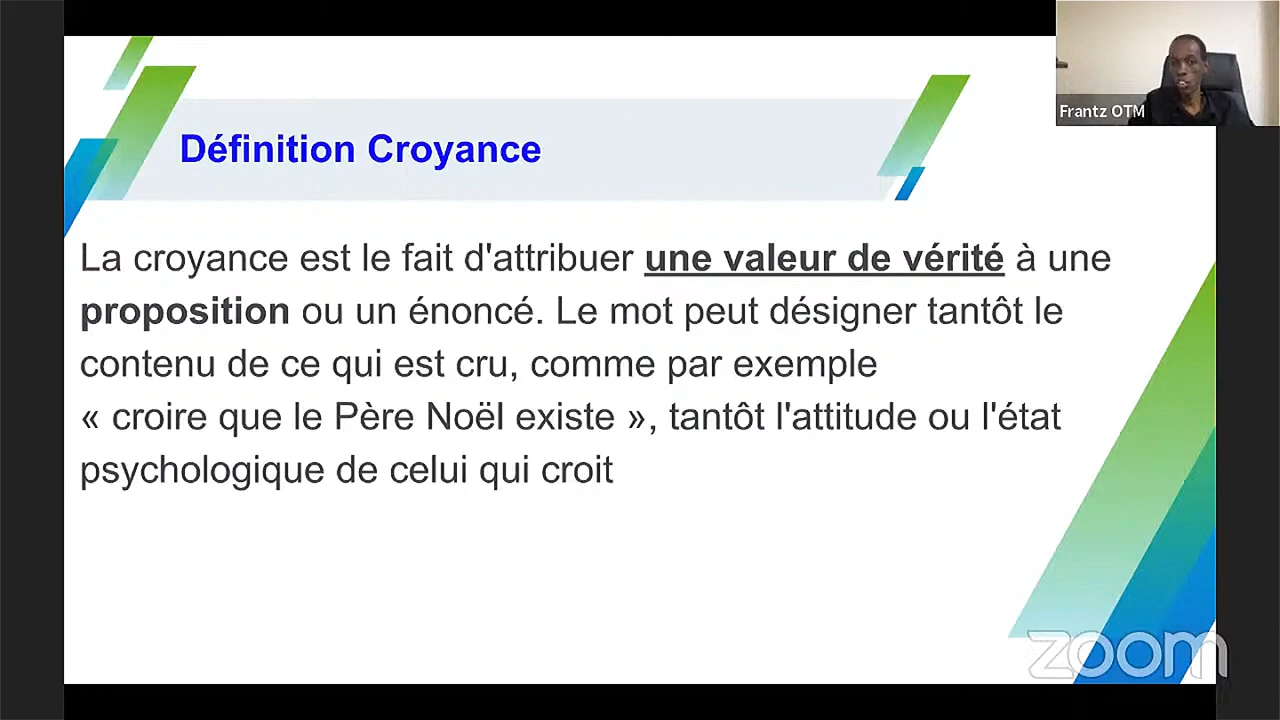 Frantz OTM
Définition Croyance
La croyance est le fait d'attribuer une valeur de vérité à une
proposition ou un énoncé. Le mot peut désigner tantôt le
contenu de ce qui est cru, comme par exemple
« croire que le Père Noël existe », tantôt l'attitude ou l'état
psychologique de celui qui croit
zoom